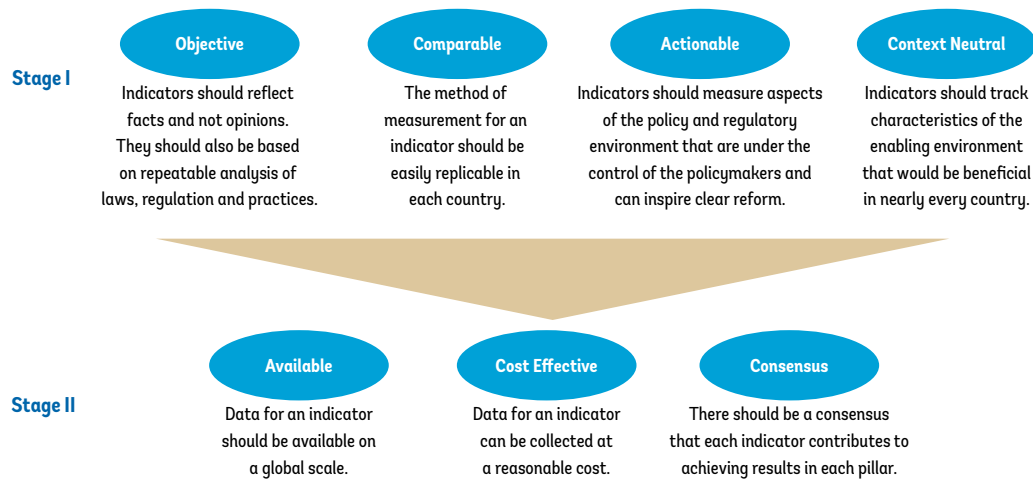 Stage I
Objective
Indicators should reflect
facts and not opinions.
They should also be based
on repeatable analysis of
laws, regulation and practices.
Comparable
The method of
measurement for an
indicator should be
easily replicable in
each country.
Actionable
Indicators should measure aspects
of the policy and regulatory
environment that are under the
control of the policymakers and
can inspire clear reform.
Context Neutral
Indicators should track
characteristics of the
enabling environment
that would be beneficial
in nearly every country.
Stage II
Available
Data for an indicator
should be available on
a global scale.
Cost Effective
Data for an indicator
can be collected at
a reasonable cost.
Consensus
There should be a consensus
that each indicator contributes to
achieving results in each pillar.